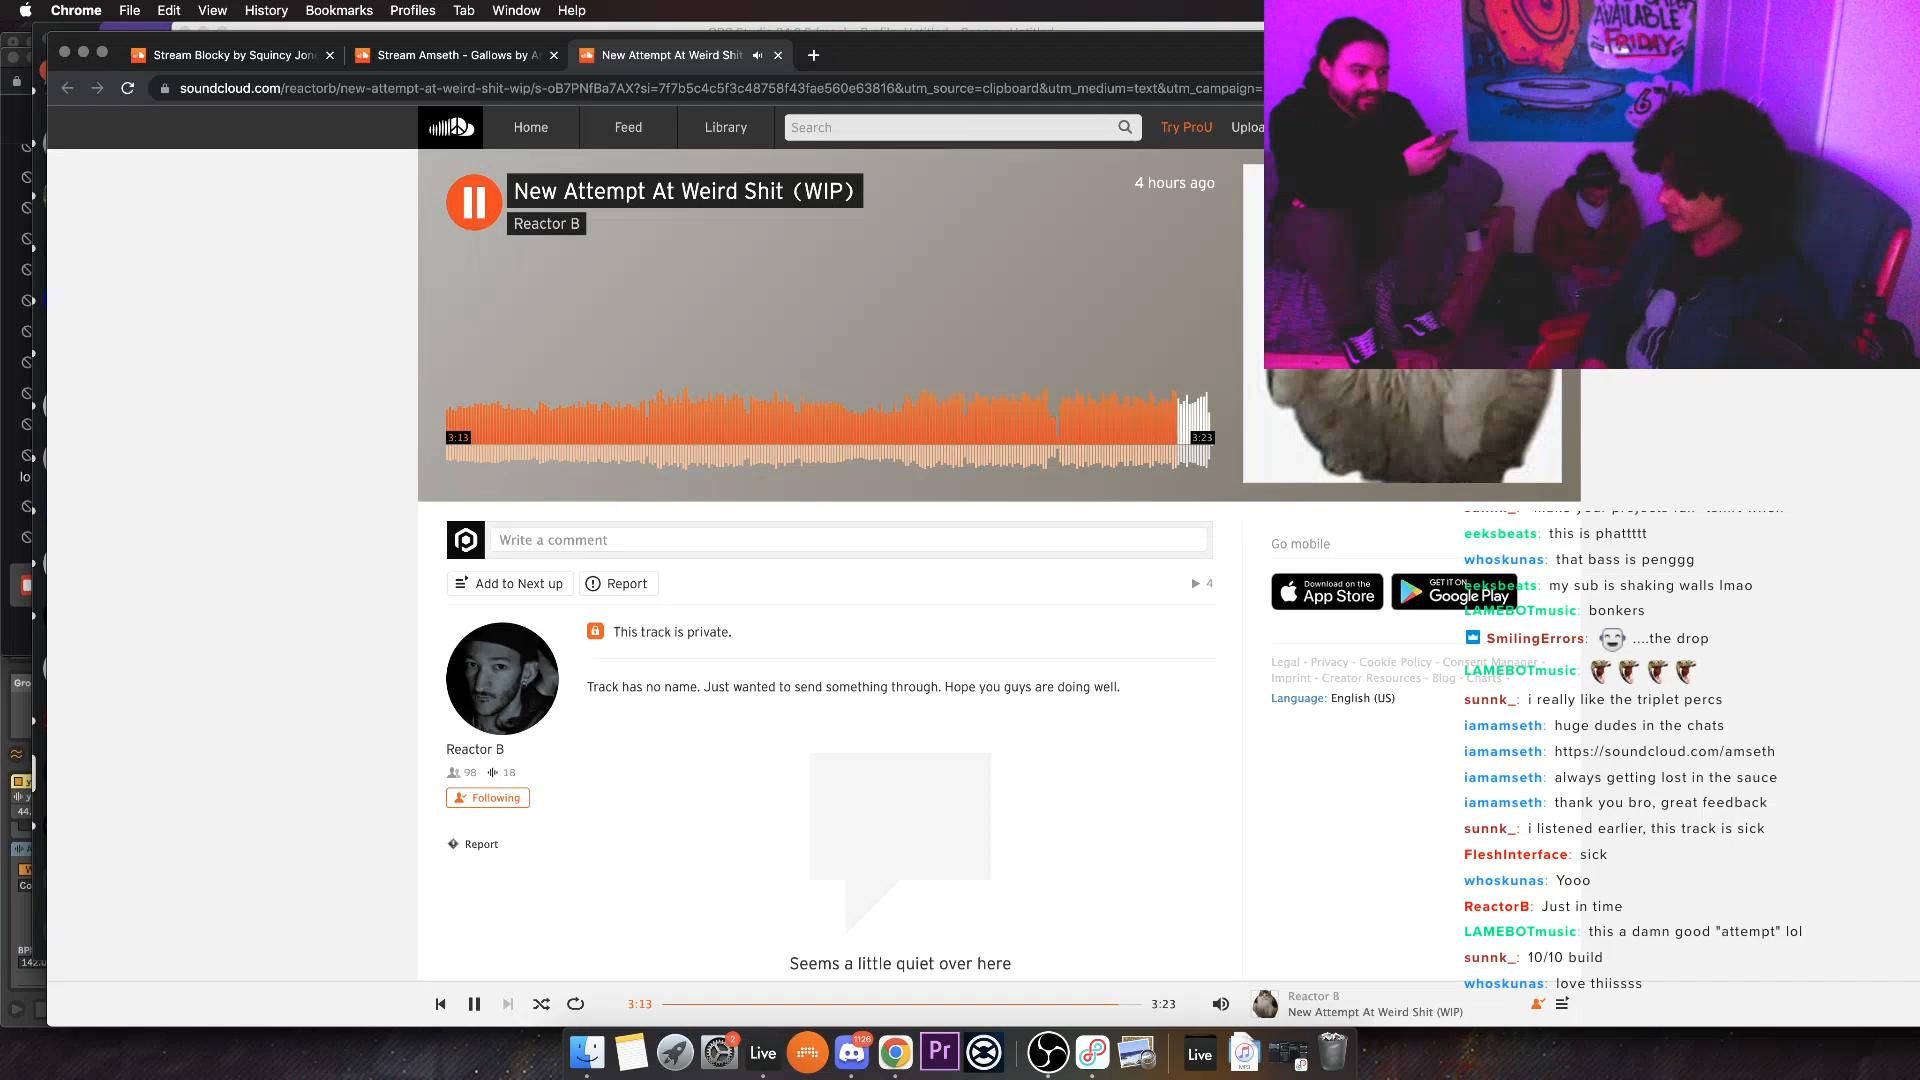 Chrome File Edit View History Bookmarks Profiles Tab Window Help
Stream Blocky by Squincy Jon
Stream Amseth - Gallows by A
New Attempt At Weird Shit
soundcloud.com/reactorb/new-attempt-at-weird-shit-wip/s-oB7PNfBa7AX?si=7f7b5c4c5f3c48758f43fae560e63816&utm_source=clipboard&utm_medium=text&utm_campaign=
Home Feed Library Search Try ProU Uploa
New Attempt At Weird Shit (WIP)
4 hours ago
Reactor B
AVAILABLE
FRIDAY
3:13 3:23
Write a comment
Add to Next up Report
4
This track is private.
Track has no name. Just wanted to send something through. Hope you guys are doing well.
Reactor B
98 18
Following
Report
Seems a little quiet over here
Go mobile
Download on the
App Store
GET IT ON
Google Play
Legal - Privacy - Cookie Policy - Consent Manager -
Imprint - Creator Resources - Blog - Charts -
Language: English (US)
eeksbeats: this is phattttt
whoskunas: that bass is penggg
eeksbeats: my sub is shaking walls lmao
LAMEBOTmusic: bonkers
SmilingErrors: ....the drop
LAMEBOTmusic:
sunnk_: i really like the triplet percs
iamamseth: huge dudes in the chats
iamamseth: https://soundcloud.com/amseth
iamamseth: always getting lost in the sauce
iamamseth: thank you bro, great feedback
sunnk_: i listened earlier, this track is sick
FleshInterface: sick
whoskunas: Yooo
ReactorB: Just in time
LAMEBOTmusic: this a damn good "attempt" lol
sunnk_: 10/10 build
whoskunas: love thiissss
3:13 3:23
Reactor B
New Attempt At Weird Shit (WIP)
lo
Gro
44.
Co
BPI
142.0
2
Live
1126
Pr
Live
MP3